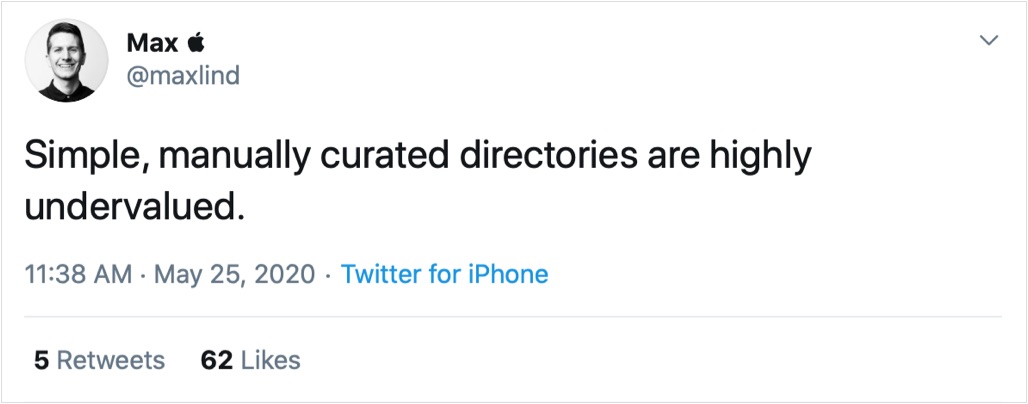 Max 
@maxlind
Simple, manually curated directories are highly
undervalued.
11:38 AM · May 25, 2020 · Twitter for iPhone
5 Retweets 62 Likes